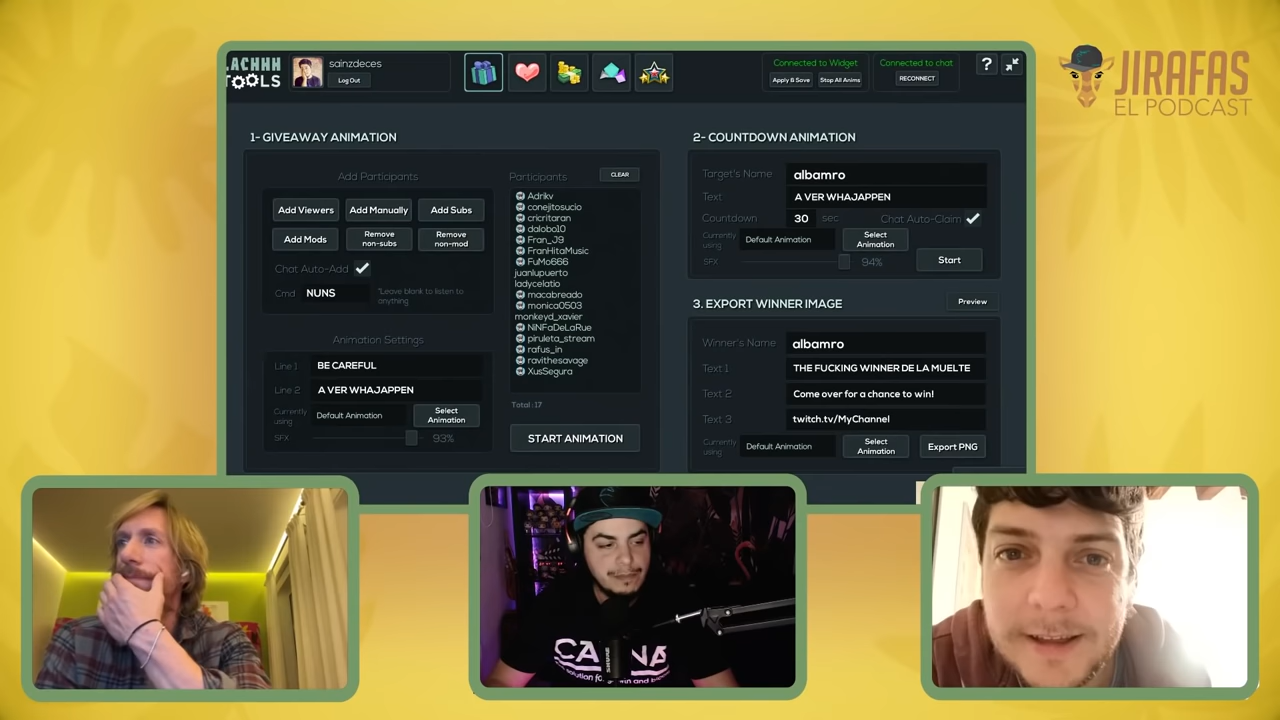 LACHHH
TOOLS
sainzdeces
Log Out
Connected to Widget
Apply & Save
Stop All Anims
Connected to chat
RECONNECT
?
JIRAFAS
EL PODCAST
1- GIVEAWAY ANIMATION
Add Participants
Add Viewers
Add Manually
Add Subs
Add Mods
Remove
non-subs
Remove
non-mod
Chat Auto-Add
Cmd
NUNS
*Leave blank to listen to
anything
Animation Settings
Line 1
BE CAREFUL
Line 2
A VER WHAJAPPEN
Currently
using
Default Animation
Select
Animation
SFX
93%
Participants
CLEAR
Adrikv
conejitosucio
cricritaran
dalobo10
Fran_J9
FranHitaMusic
FuMo666
juanlupuerto
ladycelatio
macabreado
monica0503
monkeyd_xavier
NiNFaDeLaRue
piruleta_stream
rafus_in
ravithesavage
XusSegura
Total :17
START ANIMATION
2- COUNTDOWN ANIMATION
Target's Name
albamro
Text
A VER WHAJAPPEN
Countdown
30
sec
Chat Auto-Claim
Currently
using
Default Animation
Select
Animation
SFX
94%
Start
3. EXPORT WINNER IMAGE
Preview
Winner's Name
albamro
Text 1
THE FUCKING WINNER DE LA MUELTE
Text 2
Come over for a chance to win!
Text 3
twitch.tv/MyChannel
Currently
using
Default Animation
Select
Animation
Export PNG